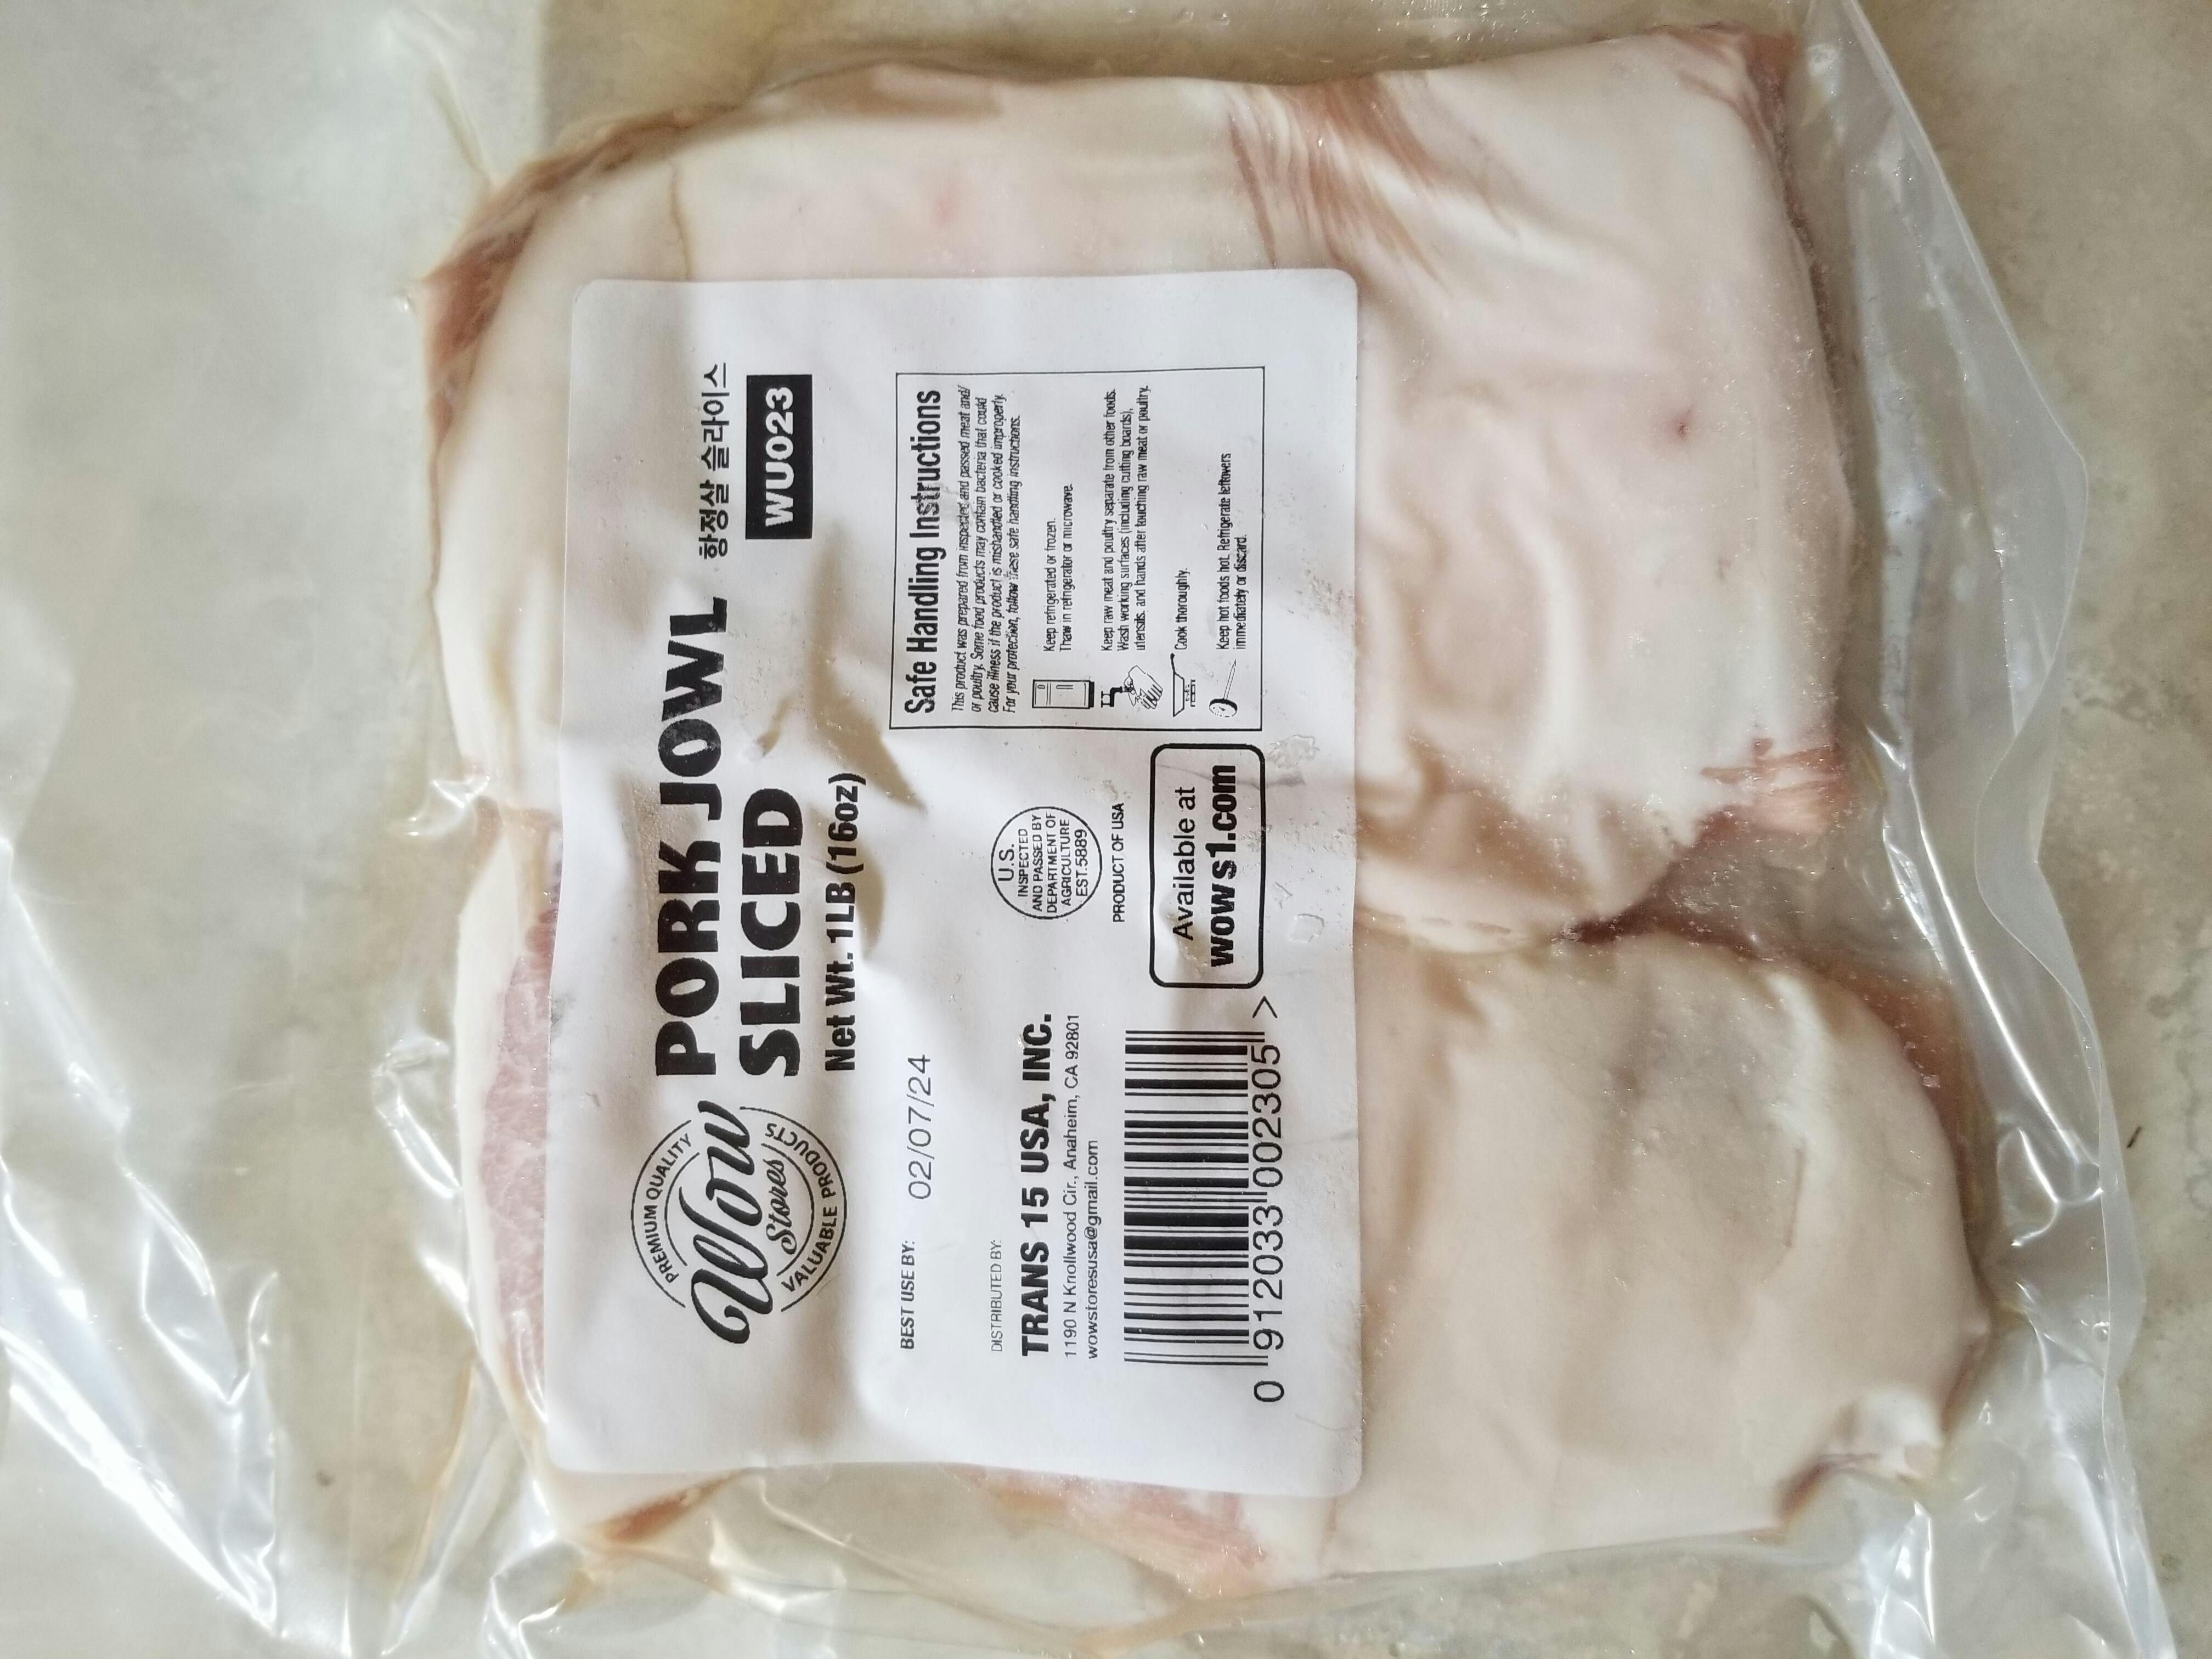 PREMIUM QUALITY
Wow
Stores
VALUABLE PRODUCTS
PORK JOWL
SLICED
항정살 슬라이스
WU023
Net Wt. 1LB (16oz)
BEST USE BY: 02/07/24
DISTRIBUTED BY:
TRANS 15 USA, INC.
1190 N Knollwood Cir., Anaheim, CA 92801
wowstoresusa@gmail.com
0 91203300 2305 >
U.S.
INSPECTED
AND PASSED BY
DEPARTMENT OF
AGRICULTURE
EST.5889
PRODUCT OF USA
Available at
wows1.com
Safe Handling Instructions
This product was prepared from inspected and passed meat and/
or poultry. Some food products may contain bacteria that could
cause illness if the product is mishandled or cooked improperly.
For your protection, follow these safe handling instructions.
Keep refrigerated or frozen.
Thaw in refrigerator or microwave.
Keep raw meat and poultry separate from other foods.
Wash working surfaces (including cutting boards),
utensils, and hands after touching raw meat or poultry.
Cook thoroughly.
Keep hot foods hot. Refrigerate leftovers
immediately or discard.